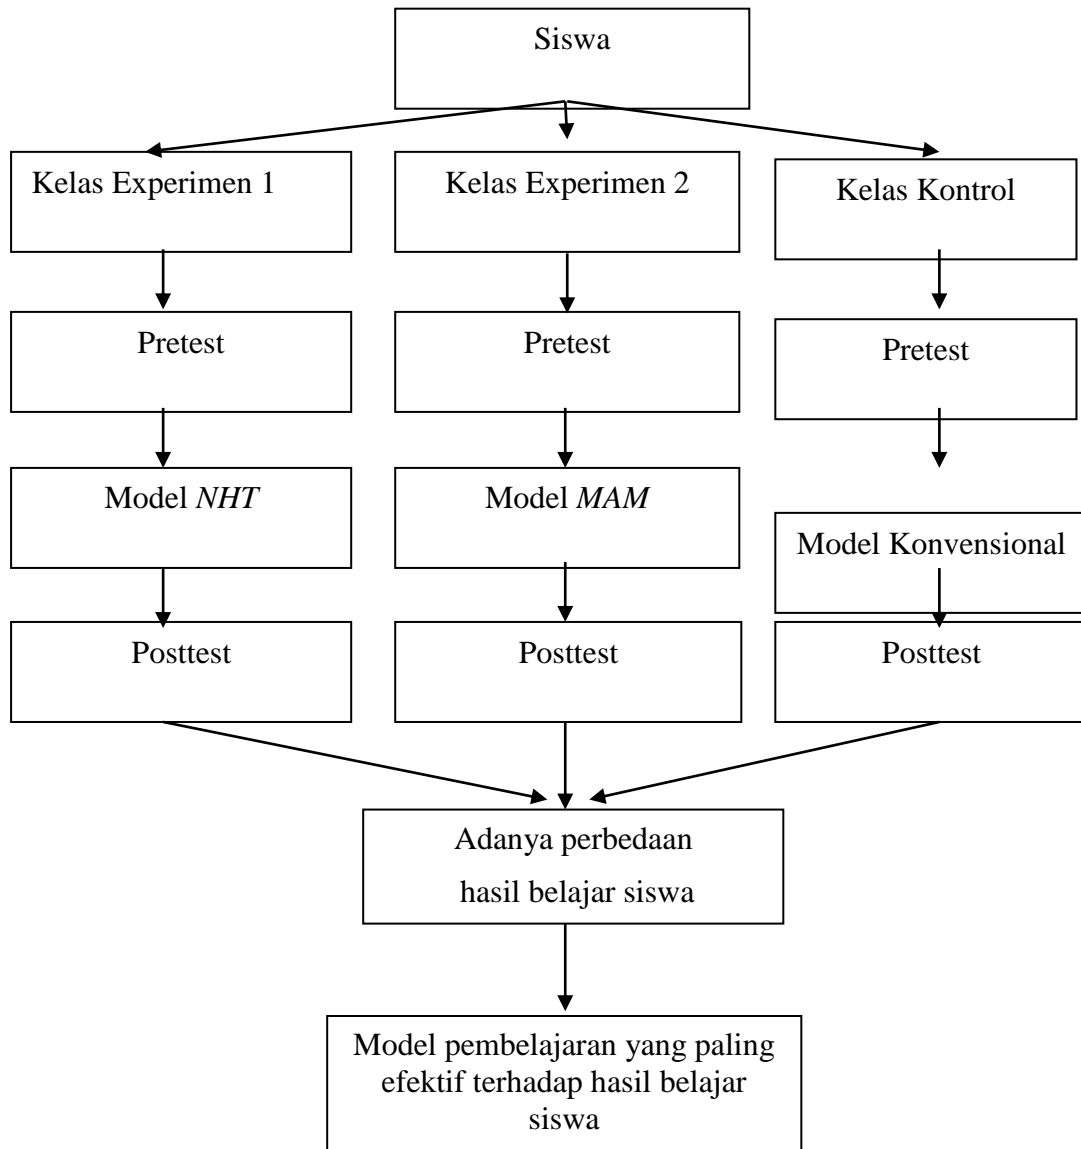 Siswa
Kelas Experimen 1
Kelas Experimen 2
Kelas Kontrol
Pretest
Pretest
Pretest
Model NHT
Model MAM
Model Konvensional
Posttest
Posttest
Posttest
Adanya perbedaan
hasil belajar siswa
Model pembelajaran yang paling
efektif terhadap hasil belajar
siswa